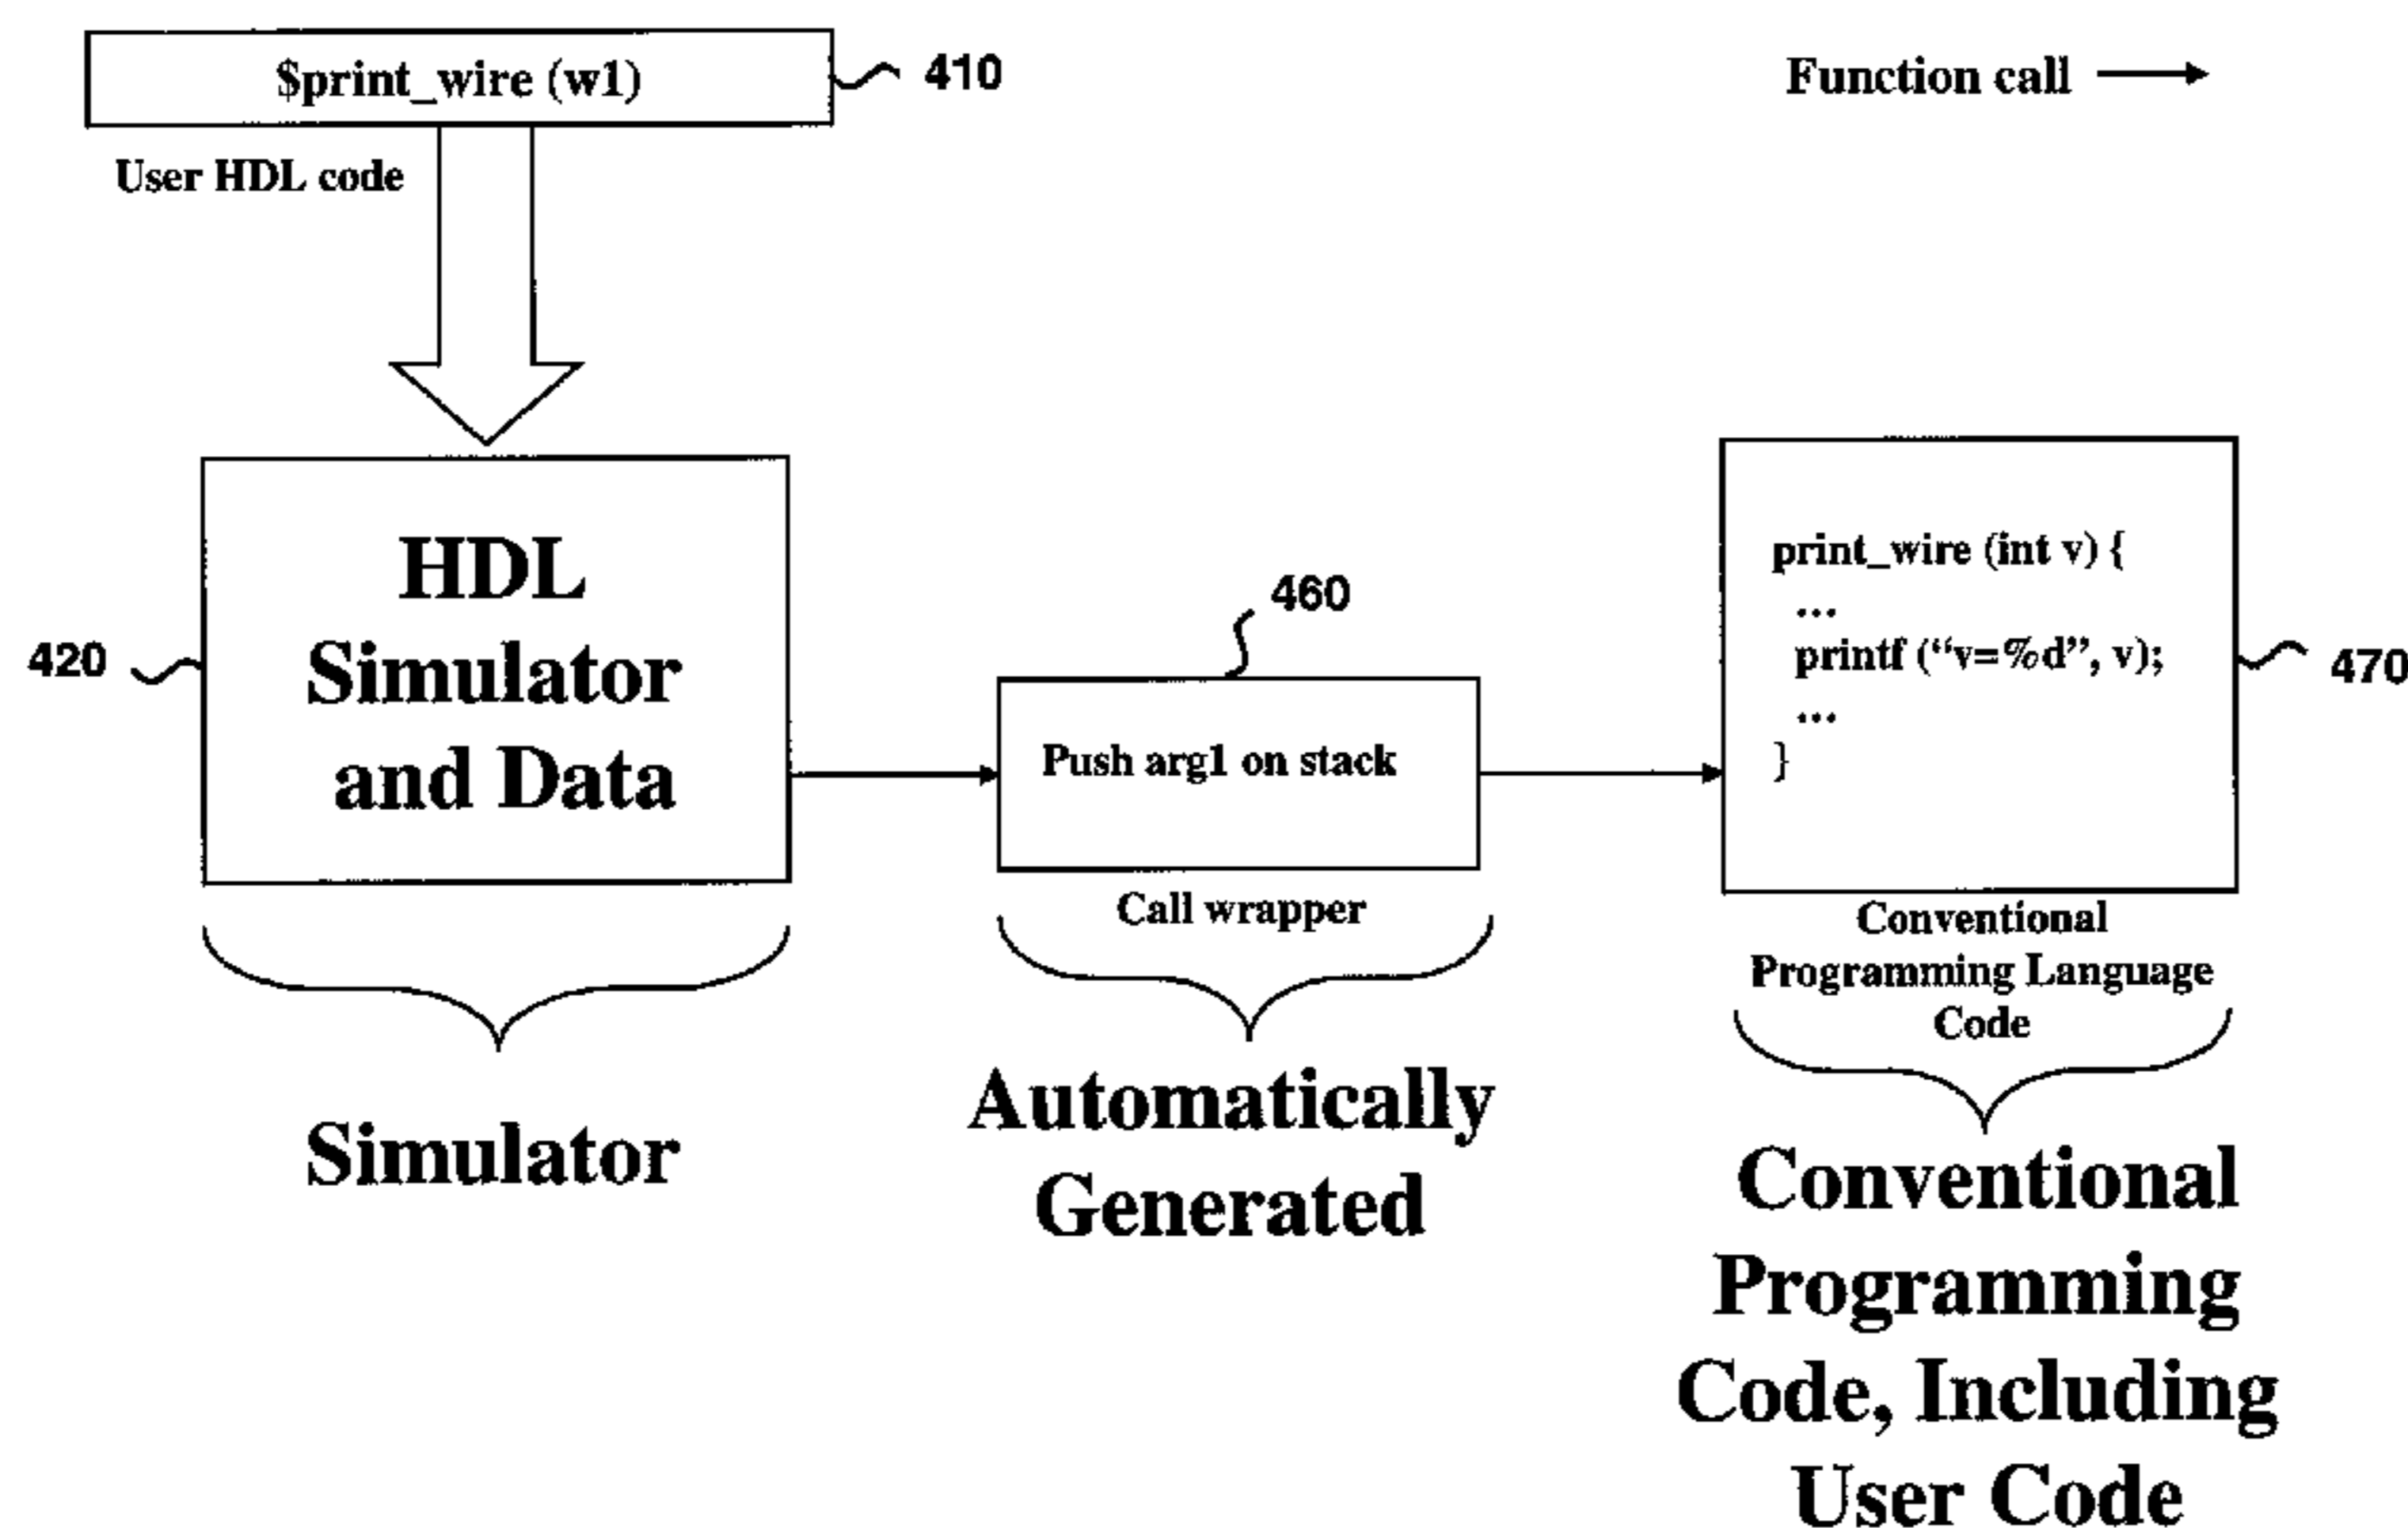 $print_wire (w1)
410
Function call
User HDL code
HDL
Simulator
and Data
420
460
Push arg1 on stack
Call wrapper
print_wire (int v) {
...
printf (“v=%d”, v);
...
}
470
Conventional
Programming Language
Code
Simulator
Automatically
Generated
Conventional
Programming
Code, Including
User Code